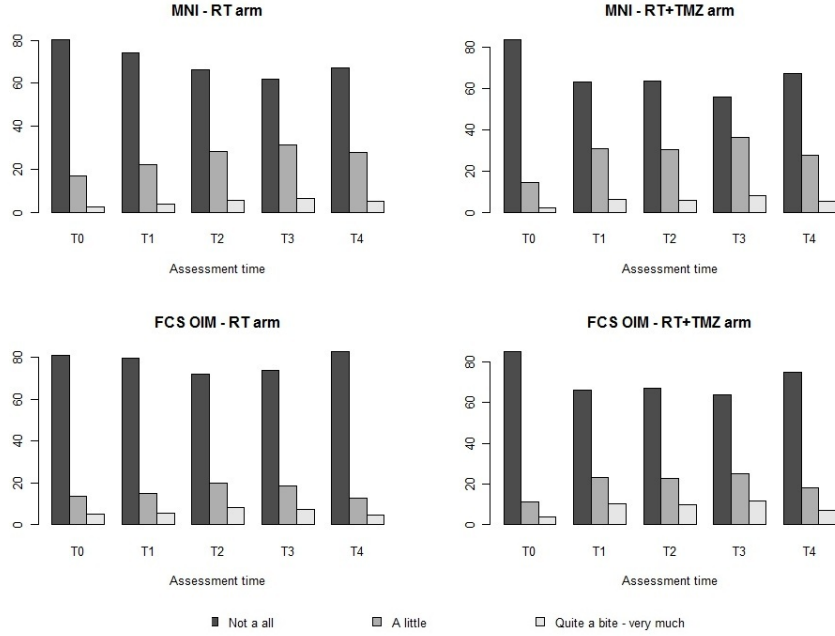 MNI - RT arm
MNI - RT+TMZ arm
80
60
40
20
0
T0 T1 T2 T3 T4
Assessment time
80
60
40
20
0
T0 T1 T2 T3 T4
Assessment time
FCS OIM - RT arm
FCS OIM - RT+TMZ arm
80
60
40
20
0
T0 T1 T2 T3 T4
Assessment time
80
60
40
20
0
T0 T1 T2 T3 T4
Assessment time
Not a all A little Quite a bite - very much